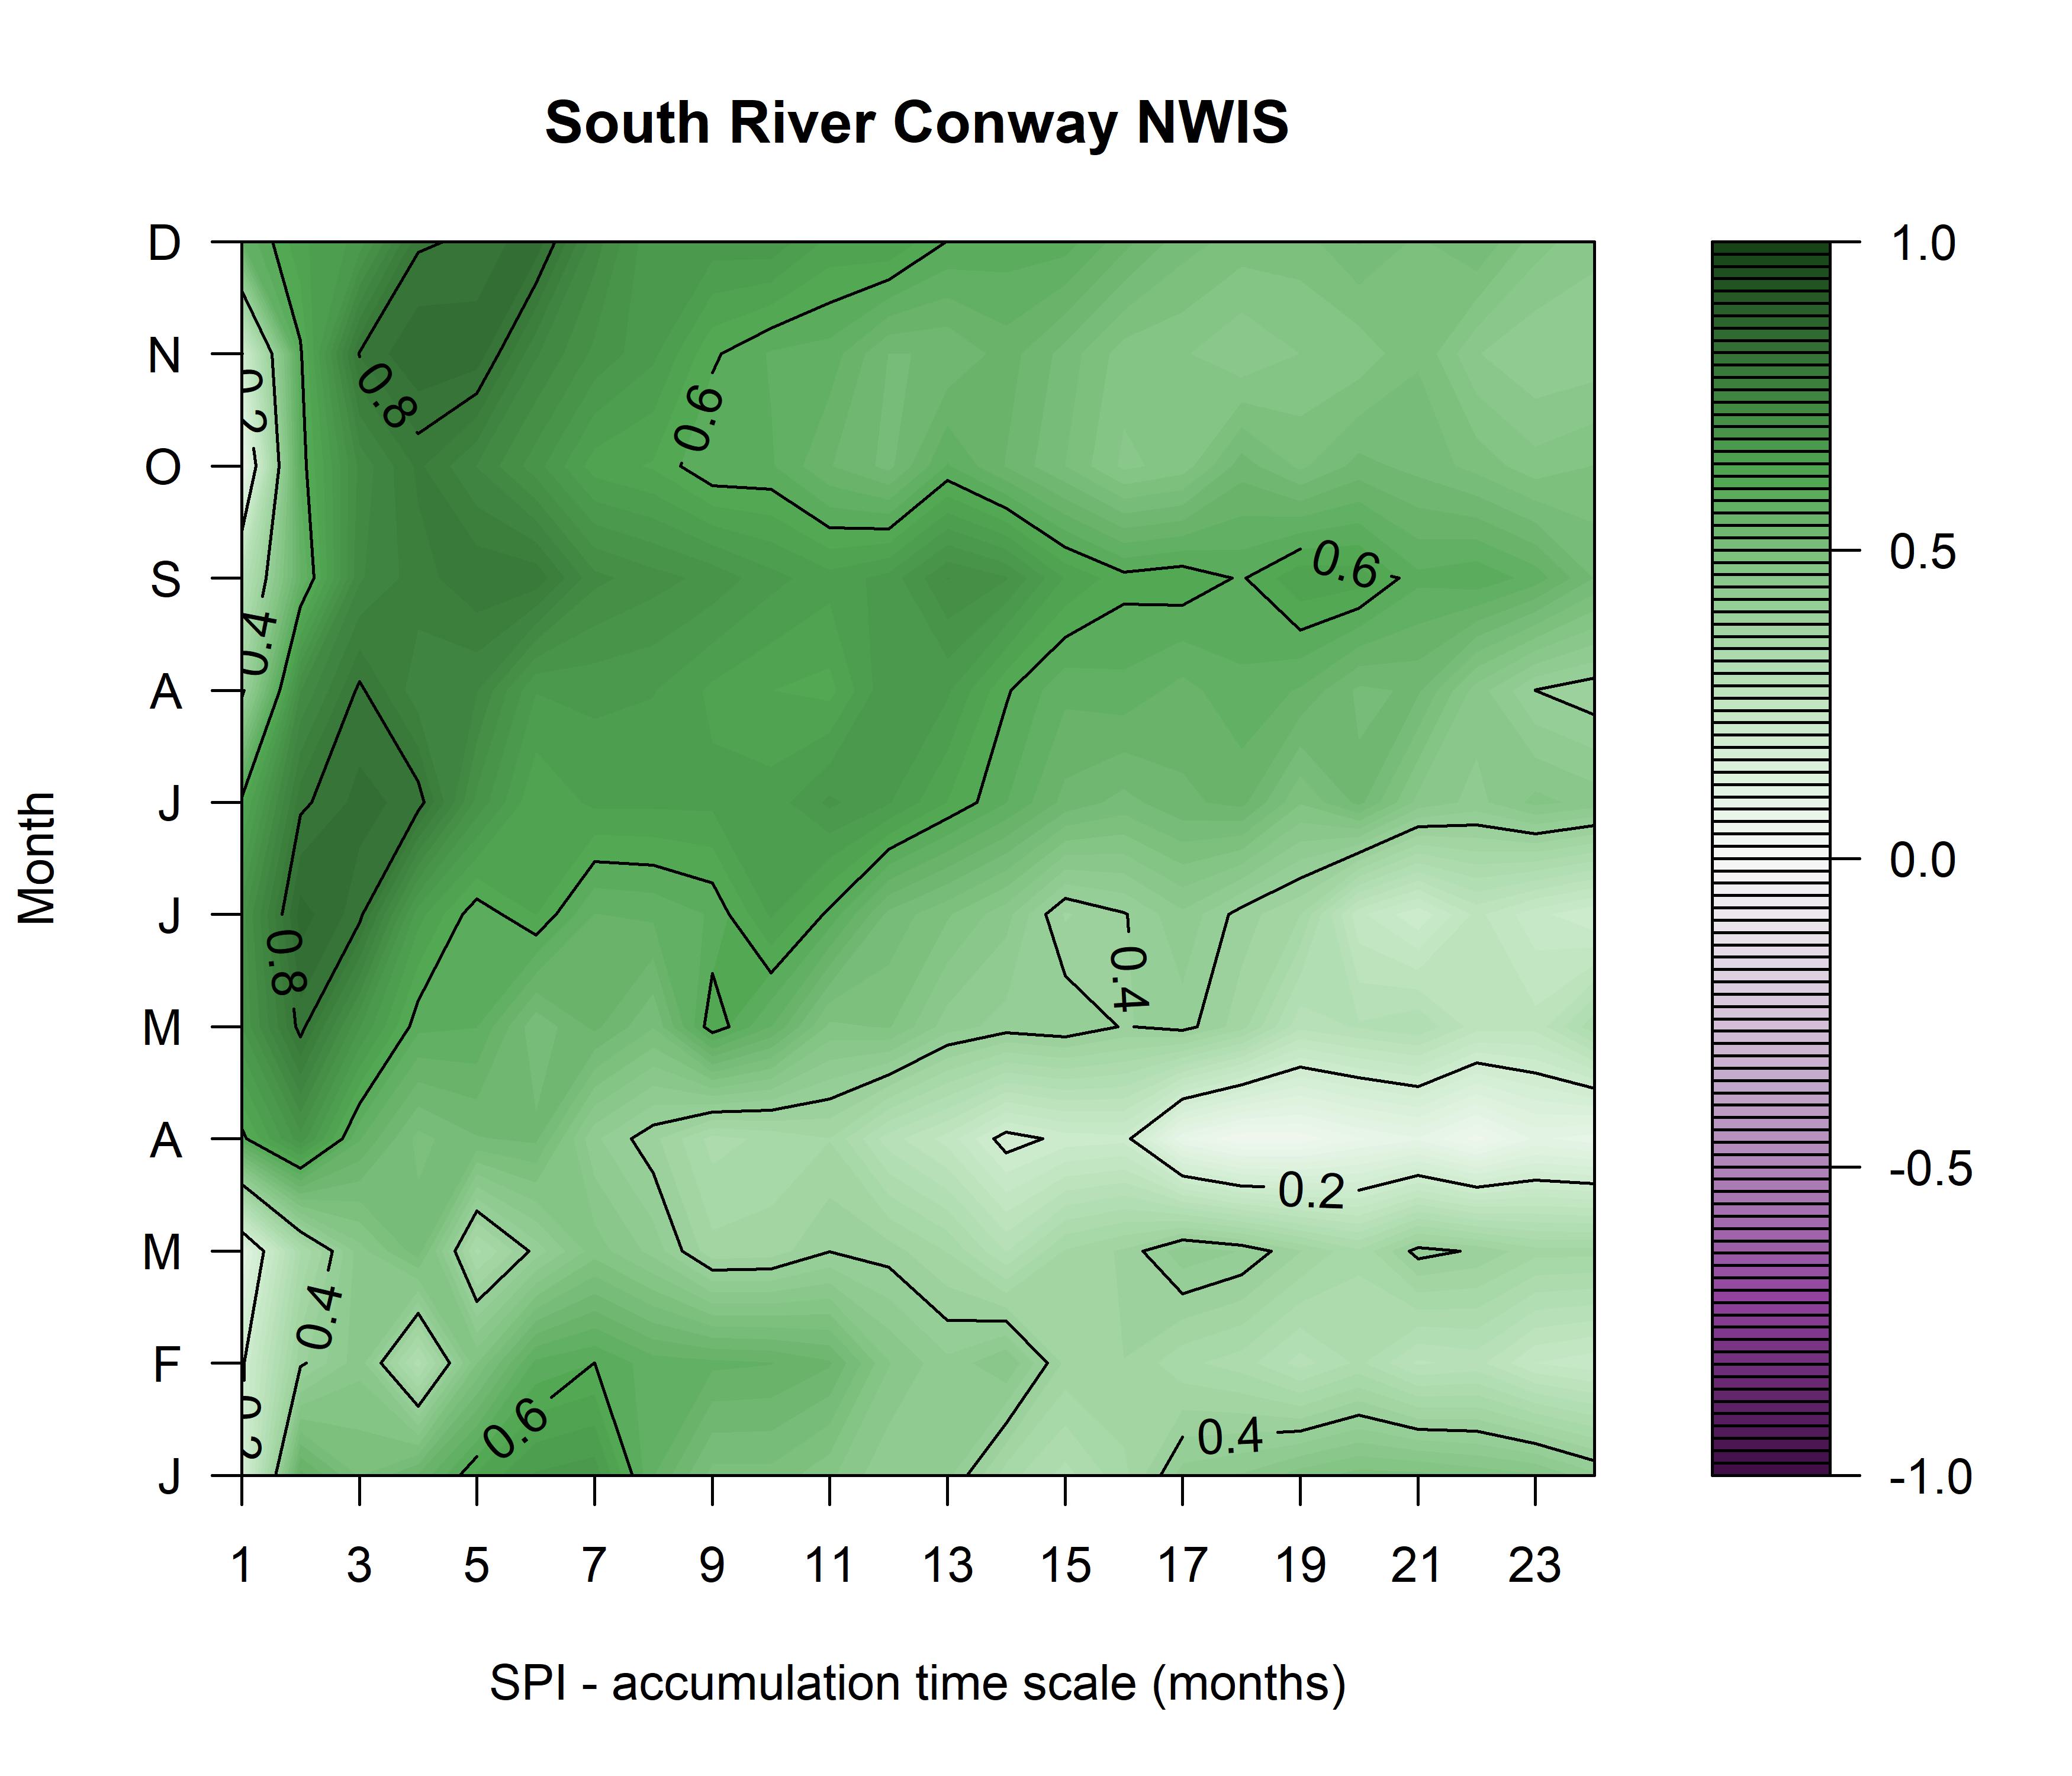 South River Conway NWIS
D
N
O
S
A
J
J
M
A
M
F
J
Month
0.2
0.8
0.6
0.6
0.4
0.8
0.4
0.2
0.4
0.6
0.4
0.2
1 3 5 7 9 11 13 15 17 19 21 23
SPI - accumulation time scale (months)
1.0
0.5
0.0
-0.5
-1.0